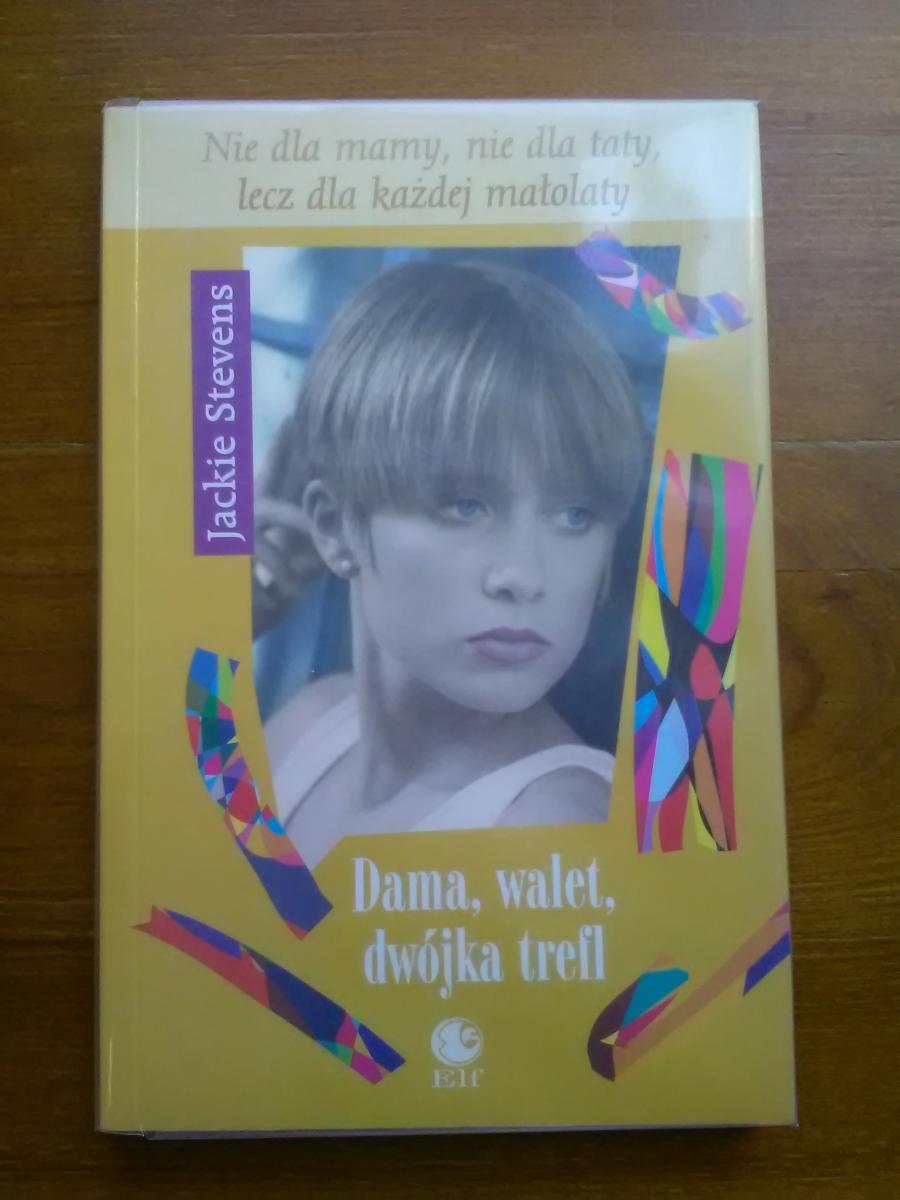 Nie dla mamy, nie dla taty,
lecz dla każdej małolaty
Jackie Stevens
Dama, walet,
dwójka trefl
Elf